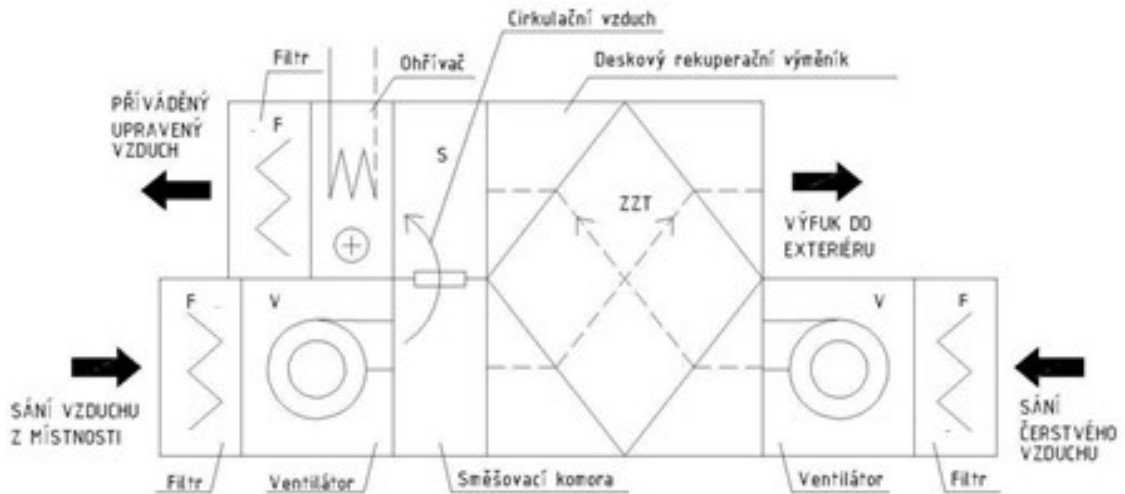 Cirkulační vzduch
Filtr
Ohřívač
Deskový rekuperační výměník
PŘÍVÁDĚNÝ
UPRAVENÝ
VZDUCH
F
S
ZZT
VÝFUK DO
EXTERIÉRU
F
V
V
F
SÁNÍ VZDUCHU
Z MÍSTNOSTI
SÁNÍ
ČERSTVÉHO
VZDUCHU
Filtr
Ventilátor
Směšovací komora
Ventilátor
Filtr